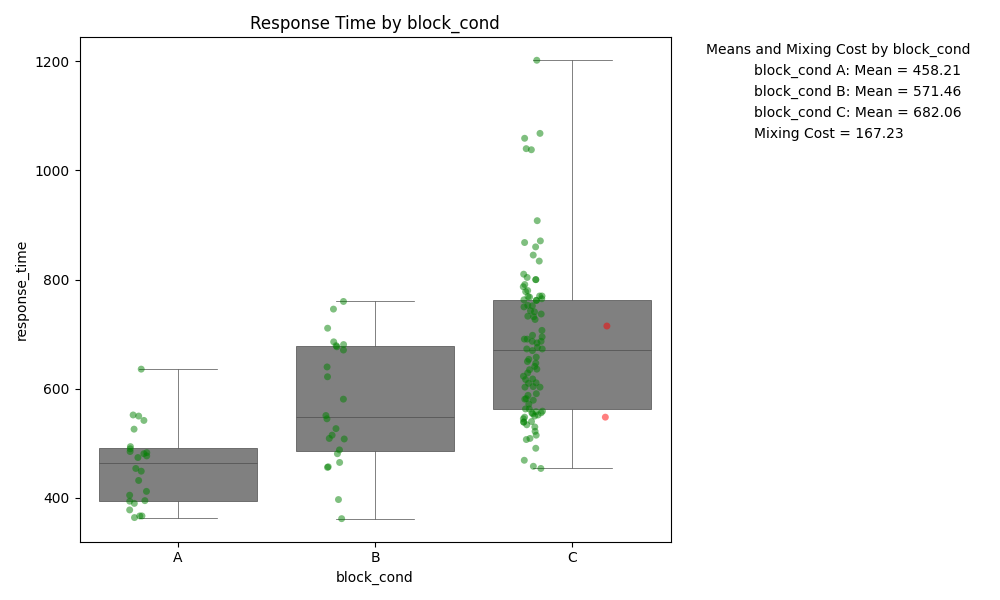 Response Time by block_cond
Means and Mixing Cost by block_cond
block_cond A: Mean = 458.21
block_cond B: Mean = 571.46
block_cond C: Mean = 682.06
Mixing Cost = 167.23
response_time
1200
1000
800
600
400
A
B
C
block_cond